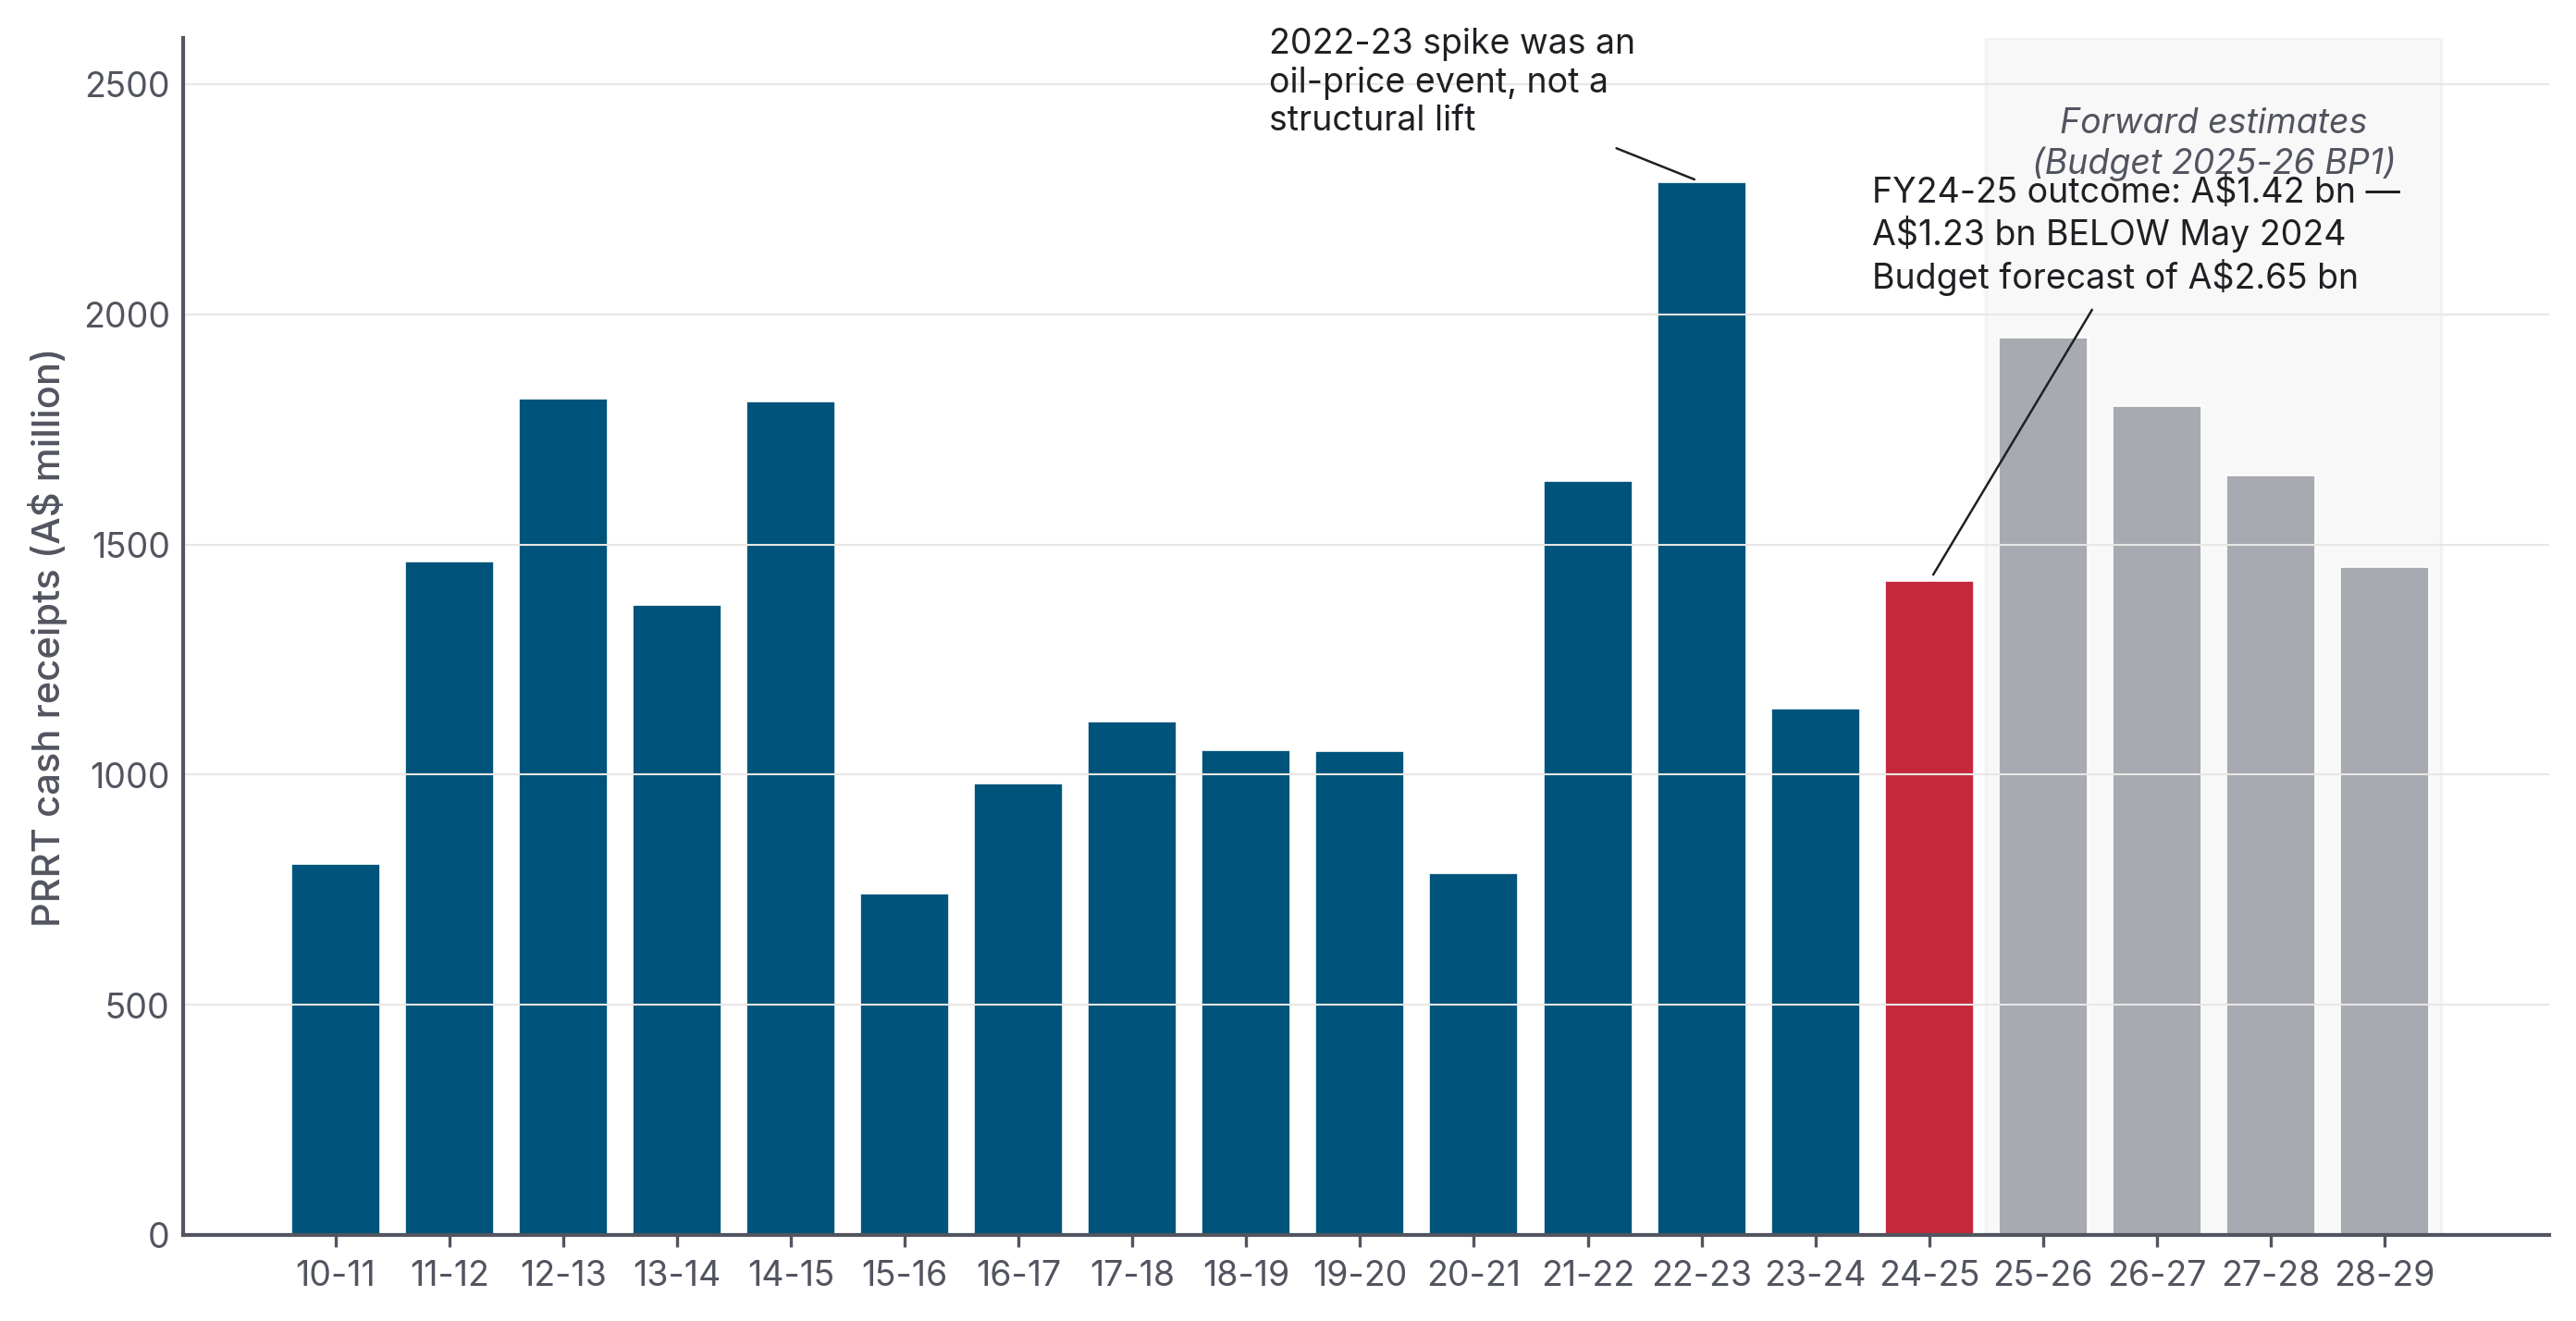 2022-23 spike was an
oil-price event, not a
structural lift
Forward estimates
(Budget 2025-26 BP1)
FY24-25 outcome: A$1.42 bn —
A$1.23 bn BELOW May 2024
Budget forecast of A$2.65 bn
PRRT cash receipts (A$ million)
2500
2000
1500
1000
500
0
10-11 11-12 12-13 13-14 14-15 15-16 16-17 17-18 18-19 19-20 20-21 21-22 22-23 23-24 24-25 25-26 26-27 27-28 28-29